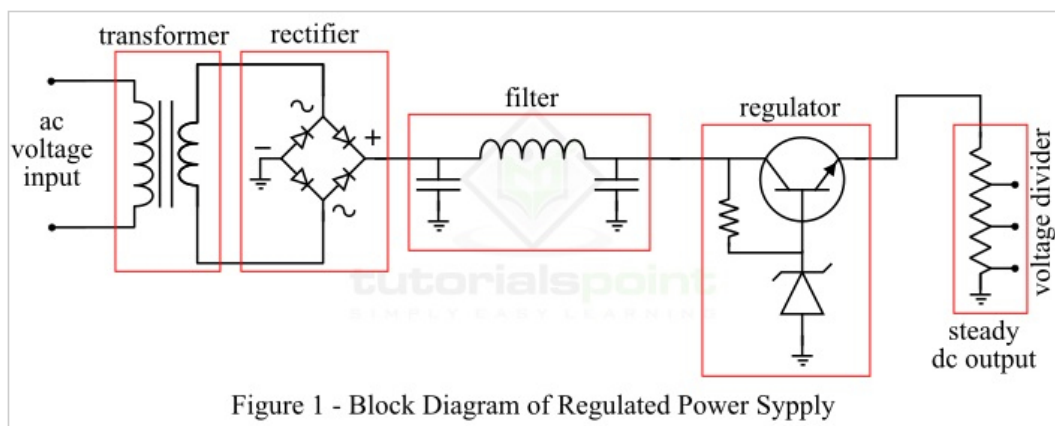 transformer
rectifier
filter
regulator
ac
voltage
input
voltage divider
steady
dc output
tutorialspoint
SIMPLY EASY LEARNING
Figure 1 - Block Diagram of Regulated Power Sypply